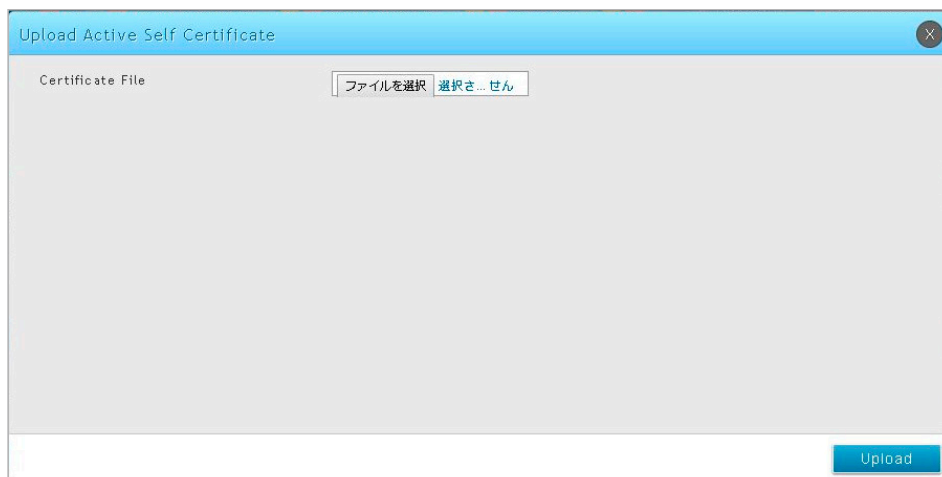 Upload Active Self Certificate
X
Certificate File ファイルを選択 選択さ...せん
Upload